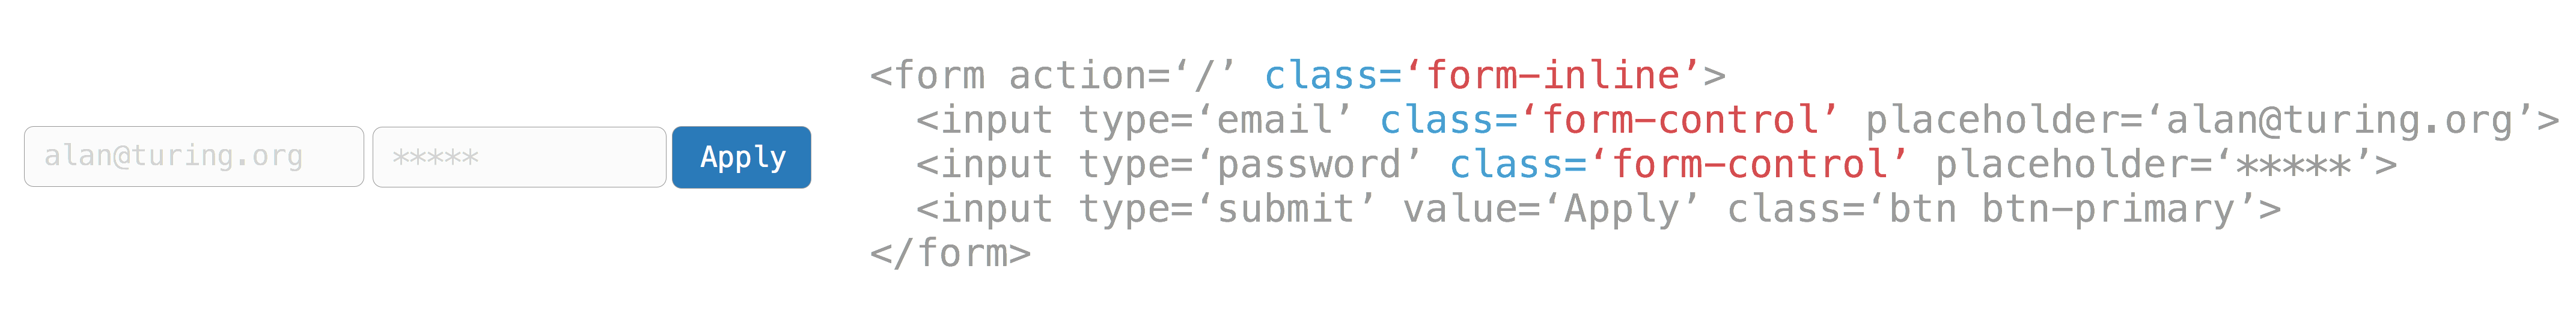 alan@turing.org ***** Apply
<form action=‘/’ class=‘form-inline’>
  <input type=‘email’ class=‘form-control’ placeholder=‘alan@turing.org’>
  <input type=‘password’ class=‘form-control’ placeholder=‘*****’>
  <input type=‘submit’ value=‘Apply’ class=‘btn btn-primary’>
</form>